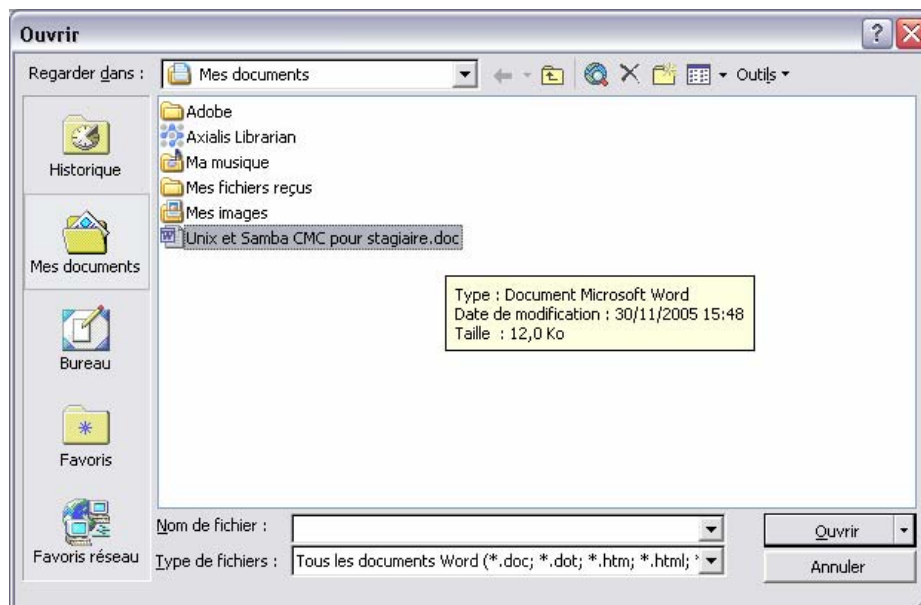 Ouvrir
Regarder dans :
Mes documents
Outils
Historique
Mes documents
Bureau
Favoris
Favoris réseau
Adobe
Axialis Librarian
Ma musique
Mes fichiers reçus
Mes images
Unix et Samba CMC pour stagiaire.doc
Type : Document Microsoft Word
Date de modification : 30/11/2005 15:48
Taille : 12,0 Ko
Nom de fichier :
Ouvrir
Type de fichiers :
Tous les documents Word (*.doc; *.dot; *.htm; *.html; *
Annuler